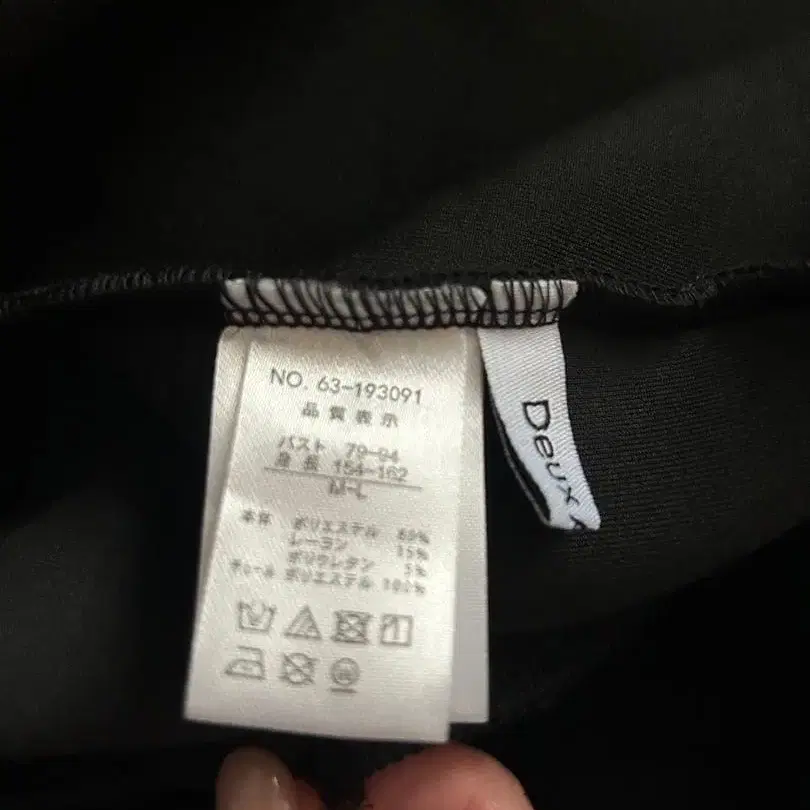 NO. 63-193091
品質表示
バスト 79-94
身長 154-162
M-L
本体 ポリエステル 80%
レーヨン 15%
ポリウレタン 5%
チュール ポリエステル 100%
Deux